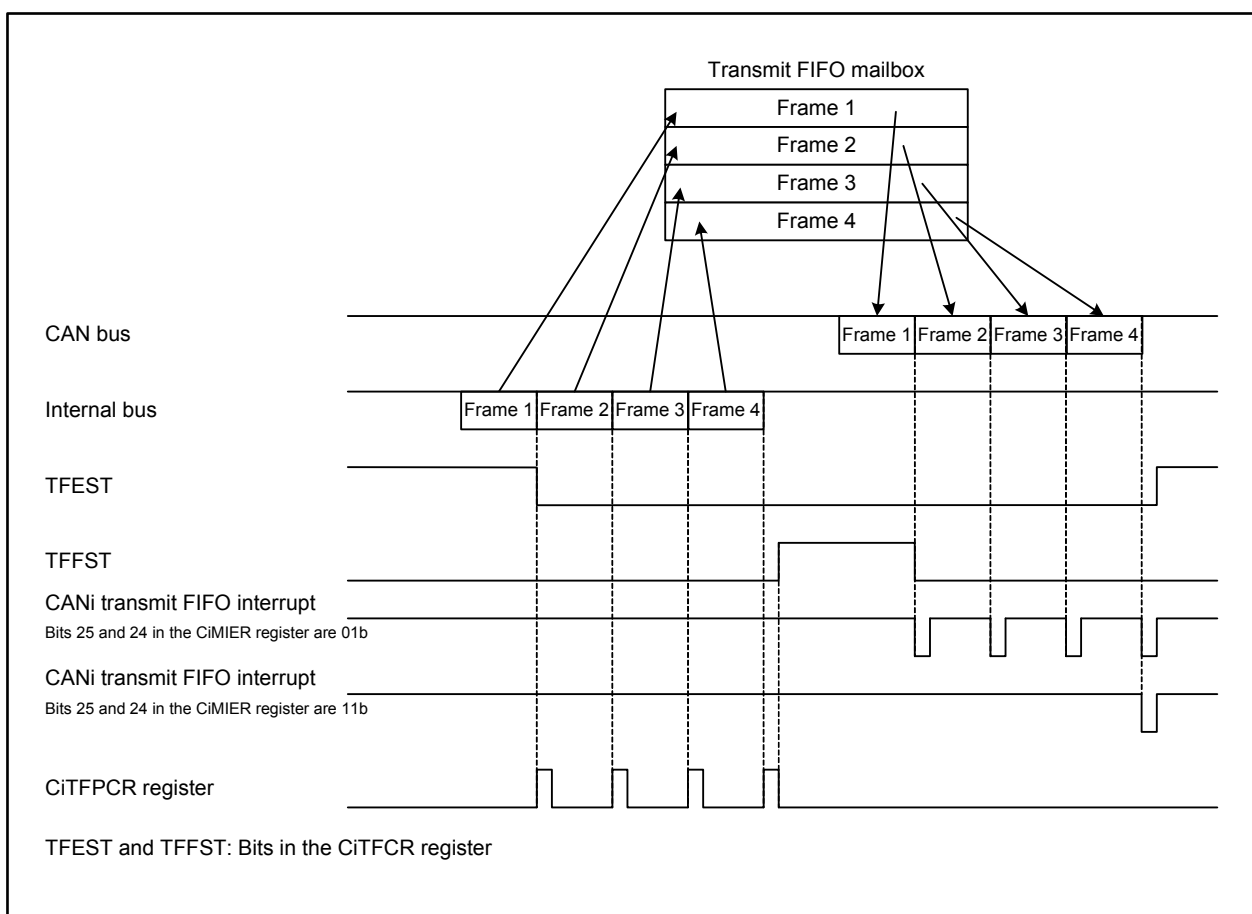 Transmit FIFO mailbox
Frame 1
Frame 2
Frame 3
Frame 4
CAN bus
Frame 1 Frame 2 Frame 3 Frame 4
Internal bus
Frame 1 Frame 2 Frame 3 Frame 4
TFEST
TFFST
CANi transmit FIFO interrupt
Bits 25 and 24 in the CiMIER register are 01b
CANi transmit FIFO interrupt
Bits 25 and 24 in the CiMIER register are 11b
CiTFPCR register
TFEST and TFFST: Bits in the CiTFCR register